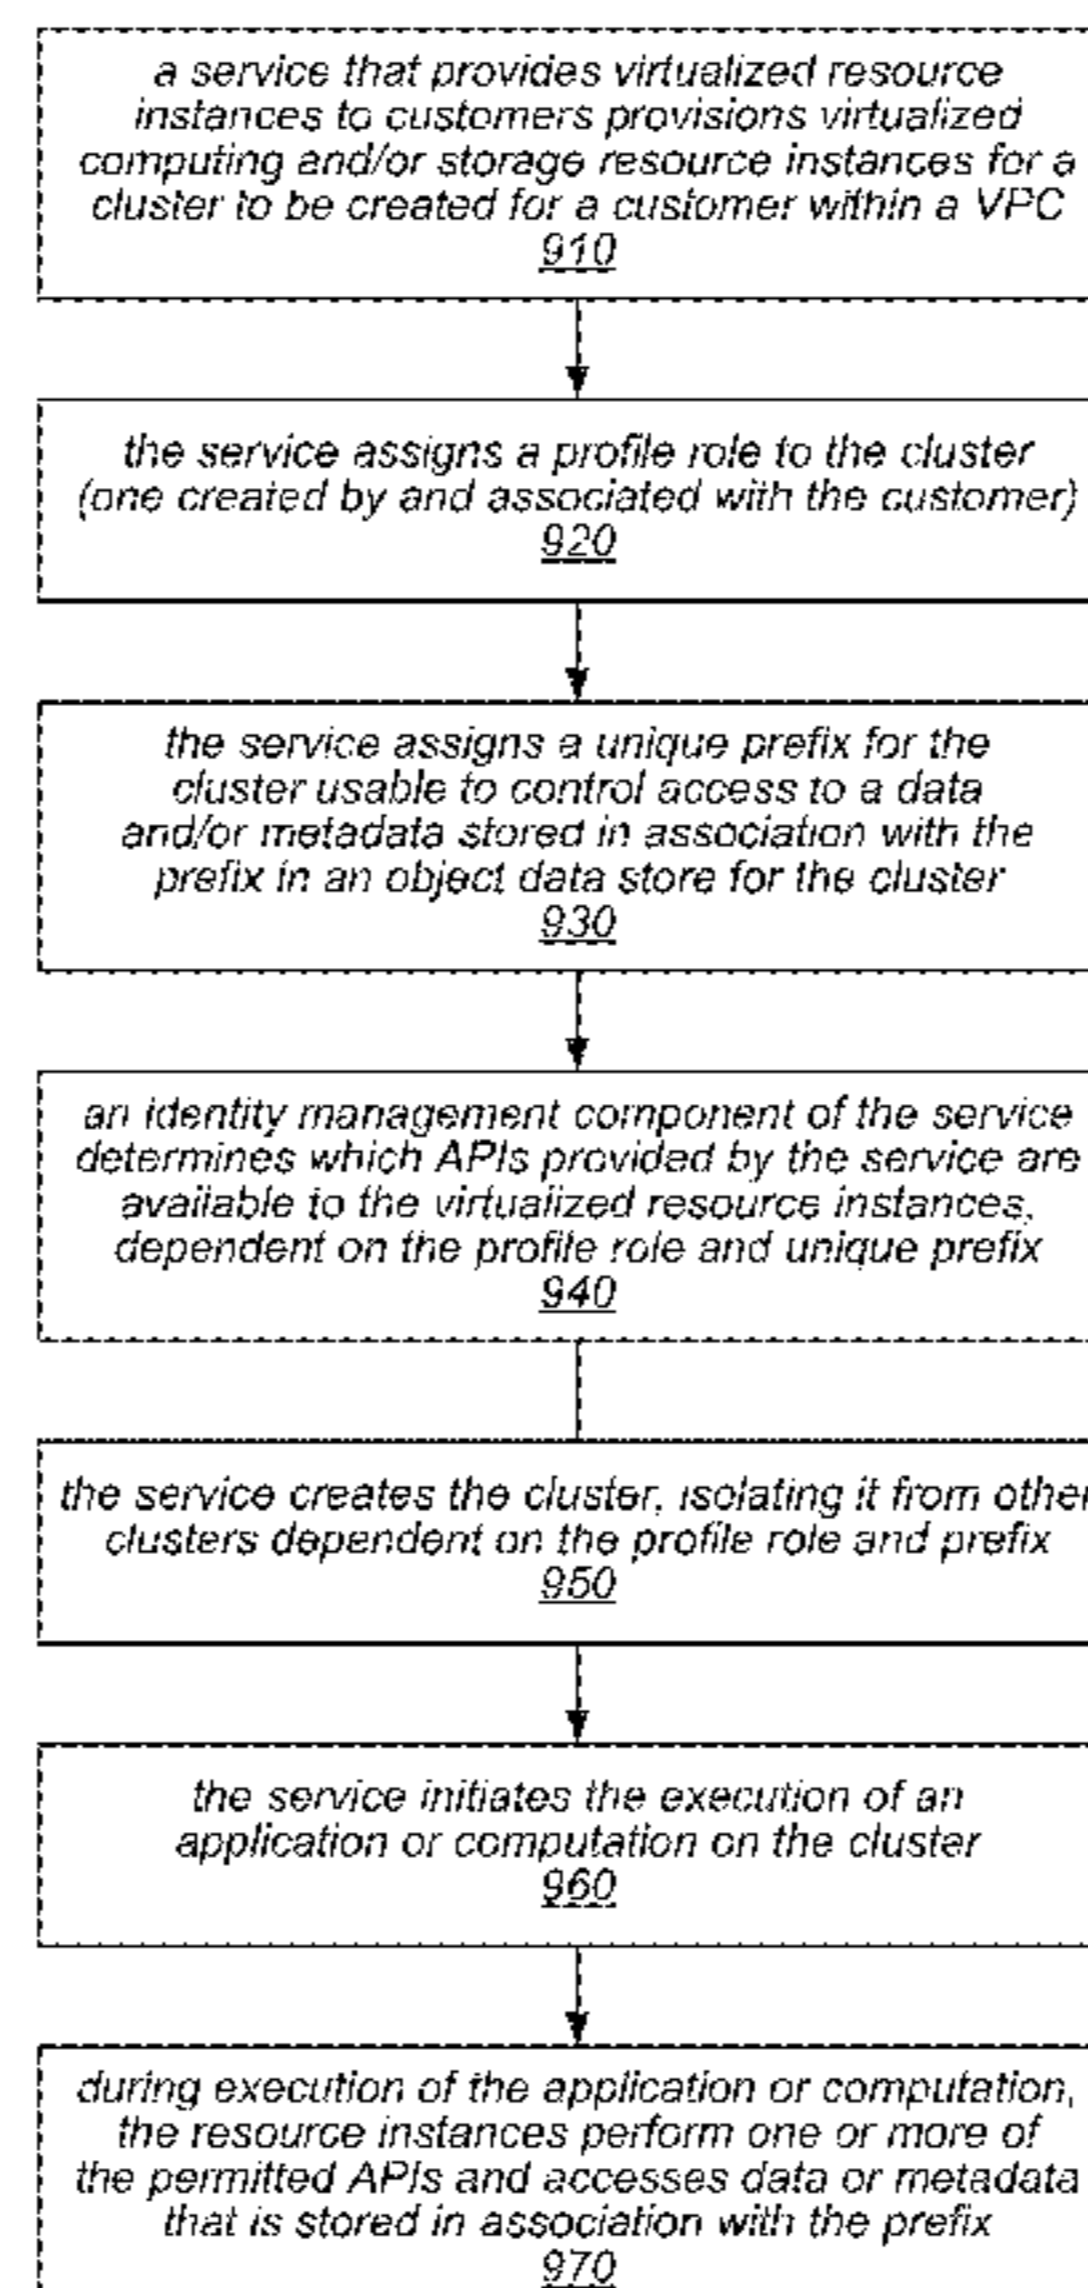 a service that provides virtualized resource
instances to customers provisions virtualized
computing and/or storage resource instances for a
cluster to be created for a customer within a VPC
910
the service assigns a profile role to the cluster
(one created by and associated with the customer)
920
the service assigns a unique prefix for the
cluster usable to control access to a data
and/or metadata stored in association with the
prefix in an object data store for the cluster
930
an identity management component of the service
determines which APIs provided by the service are
available to the virtualized resource instances,
dependent on the profile role and unique prefix
940
the service creates the cluster, isolating it from other
clusters dependent on the profile role and prefix
950
the service initiates the execution of an
application or computation on the cluster
960
during execution of the application or computation,
the resource instances perform one or more of
the permitted APIs and accesses data or metadata
that is stored in association with the prefix
970